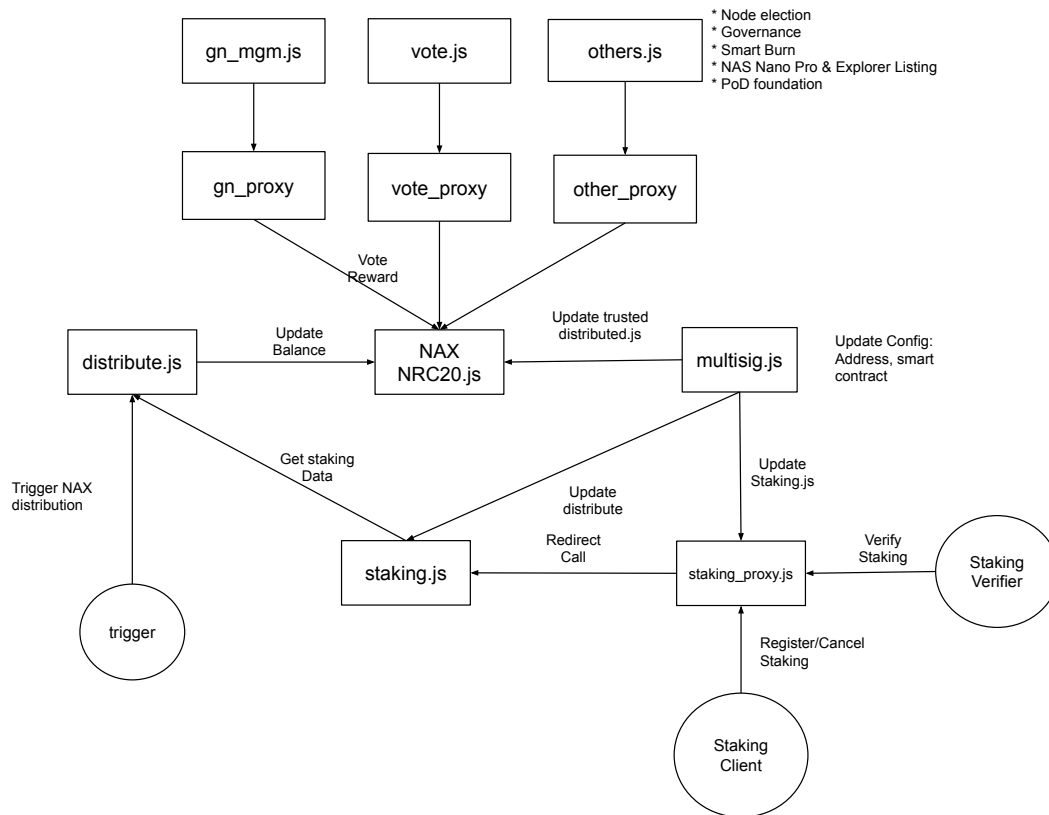 gn_mgm.js
vote.js
others.js
* Node election
* Governance
* Smart Burn
* NAS Nano Pro & Explorer Listing
* PoD foundation
gn_proxy
vote_proxy
other_proxy
Vote
Reward
Update
Balance
Update trusted
distributed.js
distribute.js
NAX
NRC20.js
multisig.js
Update Config:
Address, smart
contract
Get staking
Data
Trigger NAX
distribution
Update
distribute
Update
Staking.js
Redirect
Call
Verify
Staking
staking.js
staking_proxy.js
Staking
Verifier
trigger
Register/Cancel
Staking
Staking
Client